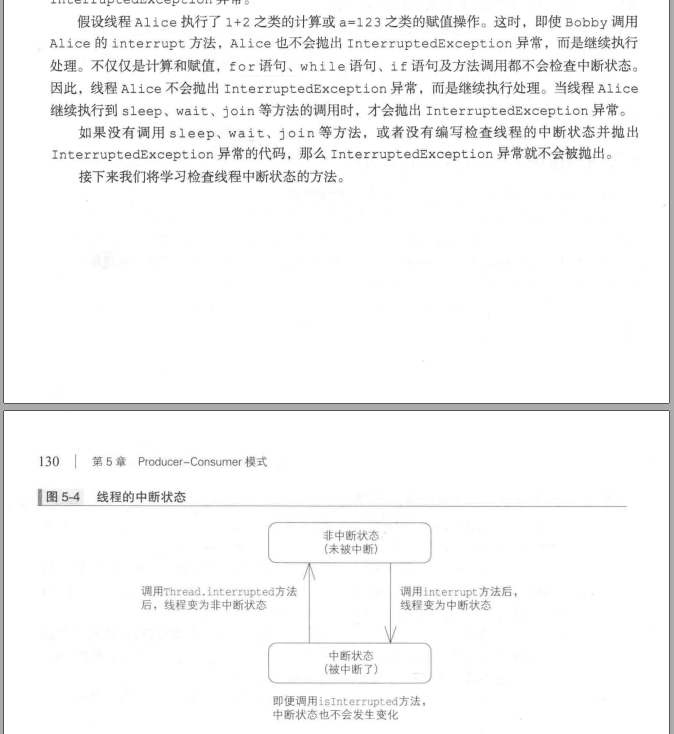 InterruptedException 异常。
假设线程 Alice 执行了 1+2 之类的计算或 a=123 之类的赋值操作。这时，即使 Bobby 调用
Alice 的 interrupt 方法，Alice 也不会抛出 InterruptedException 异常，而是继续执行
处理。不仅仅是计算和赋值，for 语句、while 语句、if 语句及方法调用都不会检查中断状态。
因此，线程 Alice 不会抛出 InterruptedException 异常，而是继续执行处理。当线程 Alice
继续执行到 sleep、wait、join 等方法的调用时，才会抛出 InterruptedException 异常。
如果没有调用 sleep、wait、join 等方法，或者没有编写检查线程的中断状态并抛出
InterruptedException 异常的代码，那么 InterruptedException 异常就不会被抛出。
接下来我们将学习检查线程中断状态的方法。
130 | 第 5 章 Producer-Consumer 模式
图 5-4 线程的中断状态
非中断状态
(未被中断)
调用Thread.interrupted方法
后，线程变为非中断状态
调用interrupt方法后，
线程变为中断状态
中断状态
(被中断了)
即便调用isInterrupted方法，
中断状态也不会发生变化